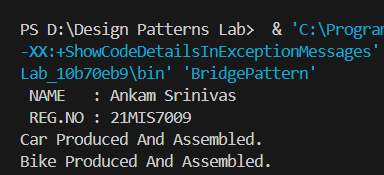 PS D:\Design Patterns Lab>  & 'C:\Progra
-XX:+ShowCodeDetailsInExceptionMessages'
Lab_10b70eb9\bin' 'BridgePattern'
 NAME   : Ankam Srinivas
 REG.NO : 21MIS7009
Car Produced And Assembled.
Bike Produced And Assembled.